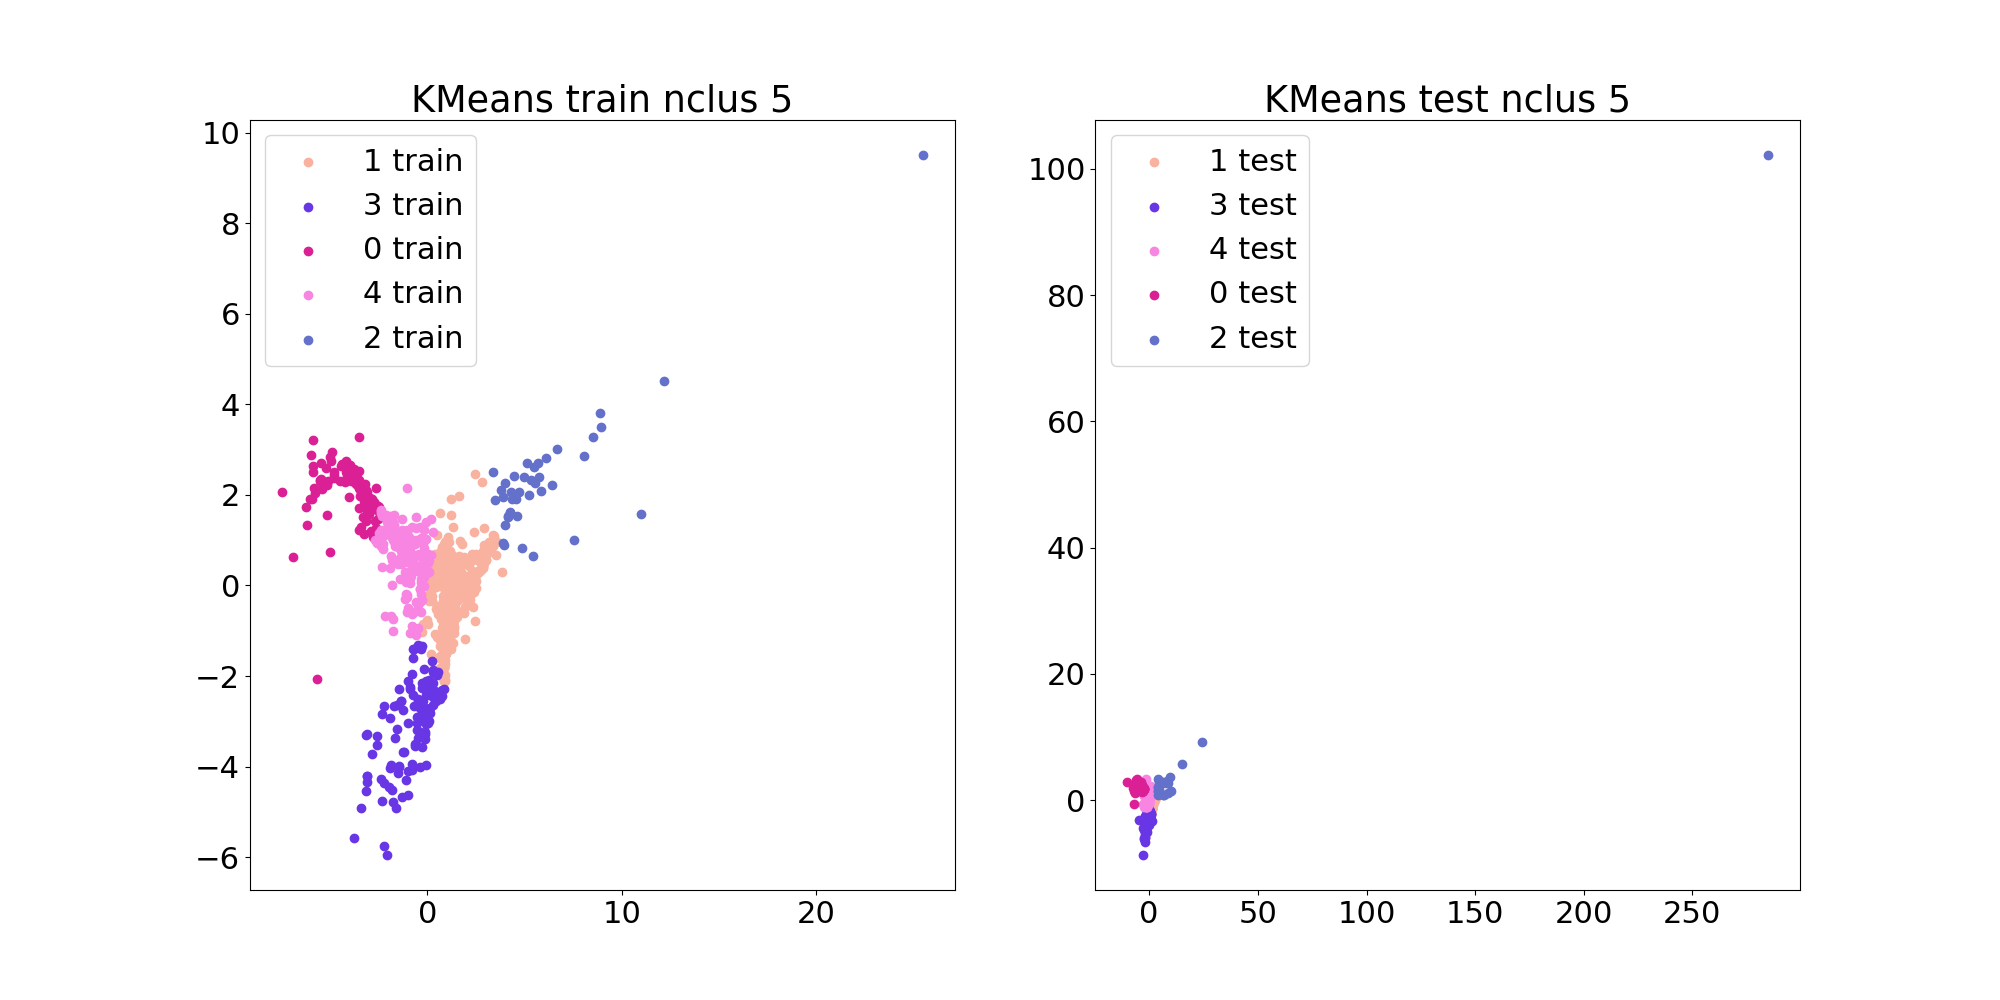 KMeans train nclus 5
10
8
6
4
2
0
−2
−4
−6
0
10
20
1 train
3 train
0 train
4 train
2 train
KMeans test nclus 5
100
80
60
40
20
0
0
50
100
150
200
250
1 test
3 test
4 test
0 test
2 test